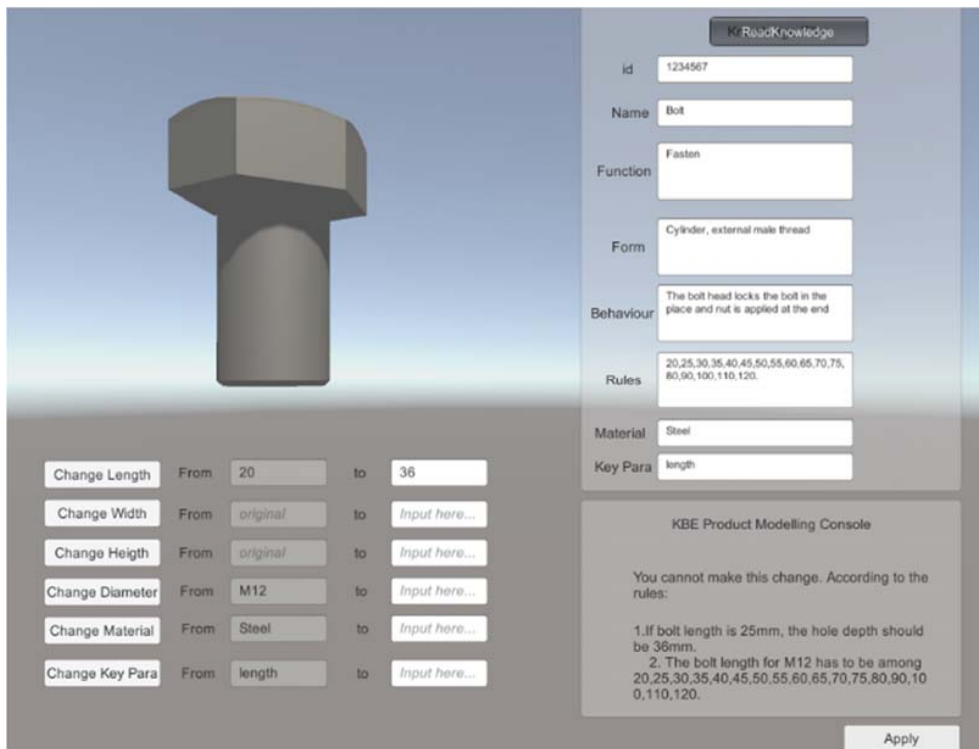 ReadKnowledge
id 1234567
Name Bolt
Function Fasten
Form Cylinder, external male thread
Behaviour The bolt head locks the bolt in the
place and nut is applied at the end
Rules 20,25,30,35,40,45,50,55,60,65,70,75,
80,90,100,110,120.
Material Steel
Key Para length
Change Length From 20 to 36
Change Width From original to Input here...
Change Heigth From original to Input here...
Change Diameter From M12 to Input here...
Change Material From Steel to Input here...
Change Key Para From length to Input here...
KBE Product Modelling Console
You cannot make this change. According to the
rules:
1.If bolt length is 25mm, the hole depth should
be 36mm.
2. The bolt length for M12 has to be among
20,25,30,35,40,45,50,55,60,65,70,75,80,90,10
0,110,120.
Apply